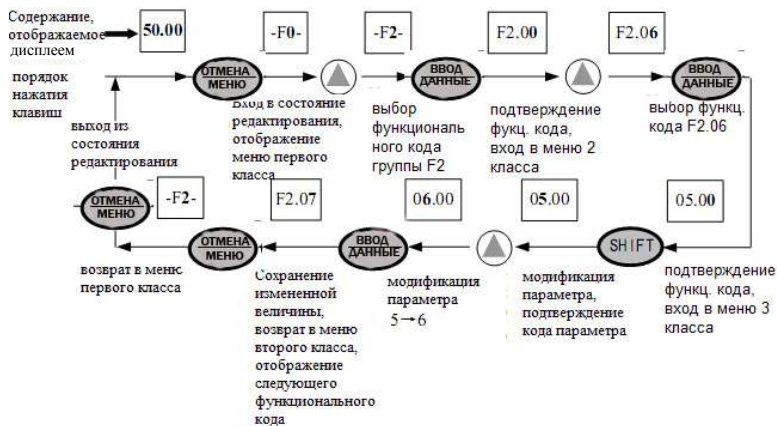 Содержание,
отображаемое
дисплеем
50.00
-F0-
-F2-
F2.00
F2.06
порядок
нажатия
клавиш
ОТМЕНА
МЕНЮ
ВВОД
ДАННЫЕ
ВВОД
ДАННЫЕ
Вход в состояние
редактирования,
отображение
меню первого
класса
выбор
функциональ
ного кода
группы F2
подтверждение
фукц. кода,
вход в меню 2
класса
выбор функц.
кода F2.06
выход из
состояния
редактирования
ОТМЕНА
МЕНЮ
-F2-
F2.07
06.00
05.00
05.00
ОТМЕНА
МЕНЮ
ВВОД
ДАННЫЕ
SHIFT
возврат в меню
первого класса
Сохранение
измененной
величины,
возврат в меню
второго класса,
отображение
следующего
функционального
кода
модификация
параметра
5→6
модификация
параметра,
подтверждение
кода параметра
подтверждение
функц. кода,
вход в меню 3
класса